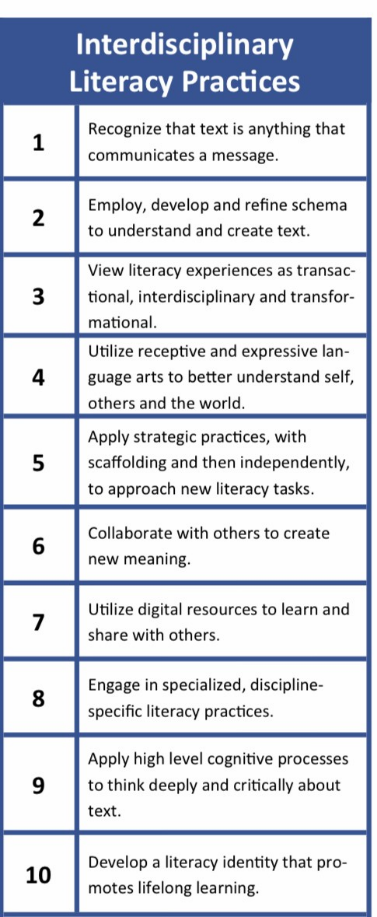 Interdisciplinary
Literacy Practices
1
Recognize that text is anything that
communicates a message.
2
Employ, develop and refine schema
to understand and create text.
3
View literacy experiences as transac-
tional, interdisciplinary and transfor-
mational.
4
Utilize receptive and expressive lan-
guage arts to better understand self,
others and the world.
5
Apply strategic practices, with
scaffolding and then independently,
to approach new literacy tasks.
6
Collaborate with others to create
new meaning.
7
Utilize digital resources to learn and
share with others.
8
Engage in specialized, discipline-
specific literacy practices.
9
Apply high level cognitive processes
to think deeply and critically about
text.
10
Develop a literacy identity that pro-
motes lifelong learning.